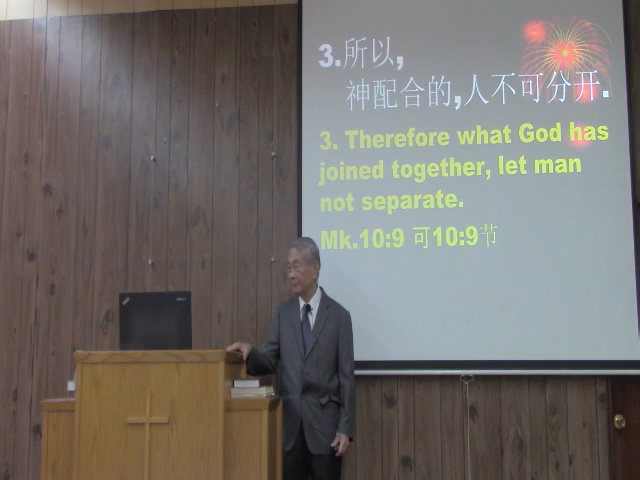 3.所以,
神配合的,人不可分开.
3. Therefore what God has
joined together, let man
not separate.
Mk.10:9 可10:9节